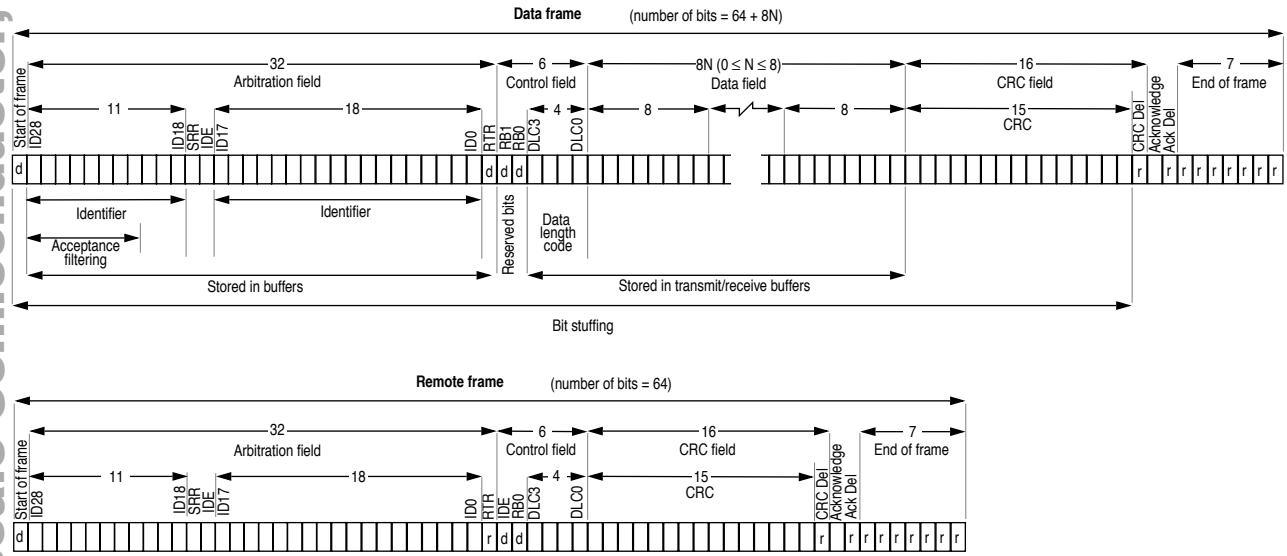 Data frame (number of bits = 64 + 8N)
32 6 8N (0 ≤ N ≤ 8) 16 7
Arbitration field Control field Data field CRC field End of frame
11 18 4 8 8 15
CRC
Start of frame
ID28
ID18
SRR
IDE
ID17
ID0
RTR
RB1
RB0
DLC3
DLC0
CRC Del
Acknowledge
Ack Del
d d d d r r r r r r r r r
Identifier Identifier
Reserved bits
Data
length
code
Acceptance
filtering
Stored in buffers Stored in transmit/receive buffers
Bit stuffing
Remote frame (number of bits = 64)
32 6 16 7
Arbitration field Control field CRC field End of frame
11 18 4 15
CRC
Start of frame
ID28
ID18
SRR
IDE
ID17
ID0
RTR
IDE
RB0
DLC3
DLC0
CRC Del
Acknowledge
Ack Del
d r d d r r r r r r r r r